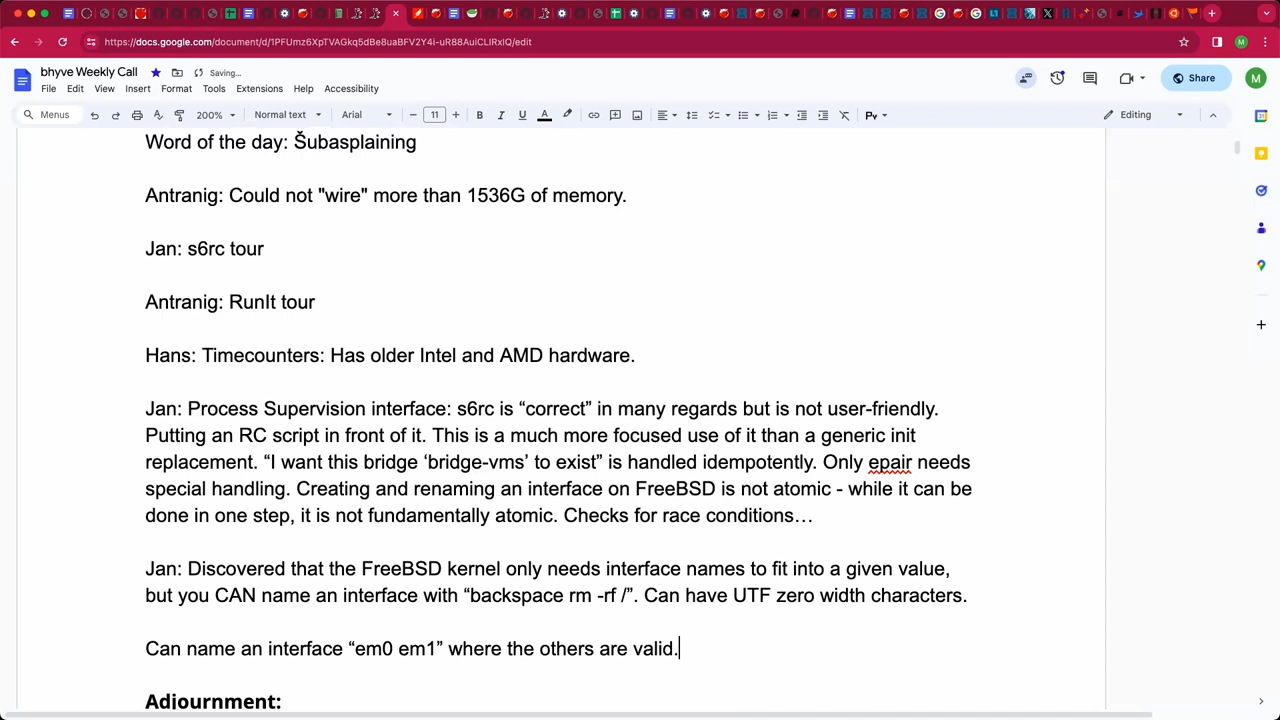 https://docs.google.com/document/d/1PFUmz6XpTVAGkq5dBe8uaBFV2Y4i-uR88AuiCLIRxIQ/edit
bhyve Weekly Call
Saving...
File Edit View Insert Format Tools Extensions Help Accessibility
Share
M
M
Menus
200%
Normal text
Arial
11
Editing
Word of the day: Šubasplaining
Antranig: Could not "wire" more than 1536G of memory.
Jan: s6rc tour
Antranig: RunIt tour
Hans: Timecounters: Has older Intel and AMD hardware.
Jan: Process Supervision interface: s6rc is “correct” in many regards but is not user-friendly.
Putting an RC script in front of it. This is a much more focused use of it than a generic init
replacement. “I want this bridge ‘bridge-vms’ to exist” is handled idempotently. Only epair needs
special handling. Creating and renaming an interface on FreeBSD is not atomic - while it can be
done in one step, it is not fundamentally atomic. Checks for race conditions…
Jan: Discovered that the FreeBSD kernel only needs interface names to fit into a given value,
but you CAN name an interface with “backspace rm -rf /”. Can have UTF zero width characters.
Can name an interface “em0 em1” where the others are valid.
Adjournment: